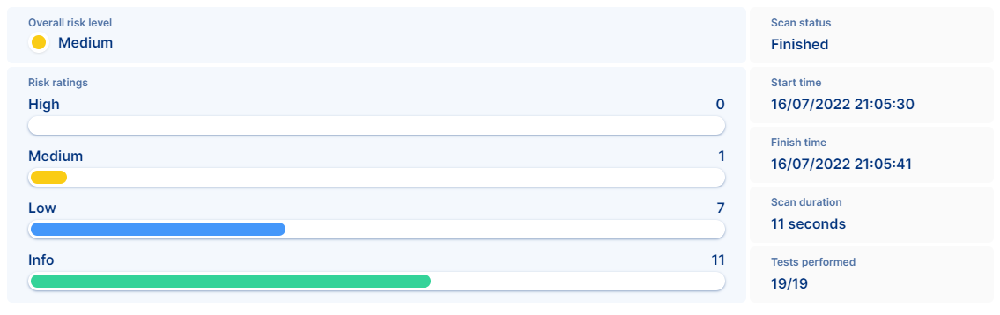 Overall risk level
Medium
Risk ratings
High 0
Medium 1
Low 7
Info 11
Scan status
Finished
Start time
16/07/2022 21:05:30
Finish time
16/07/2022 21:05:41
Scan duration
11 seconds
Tests performed
19/19